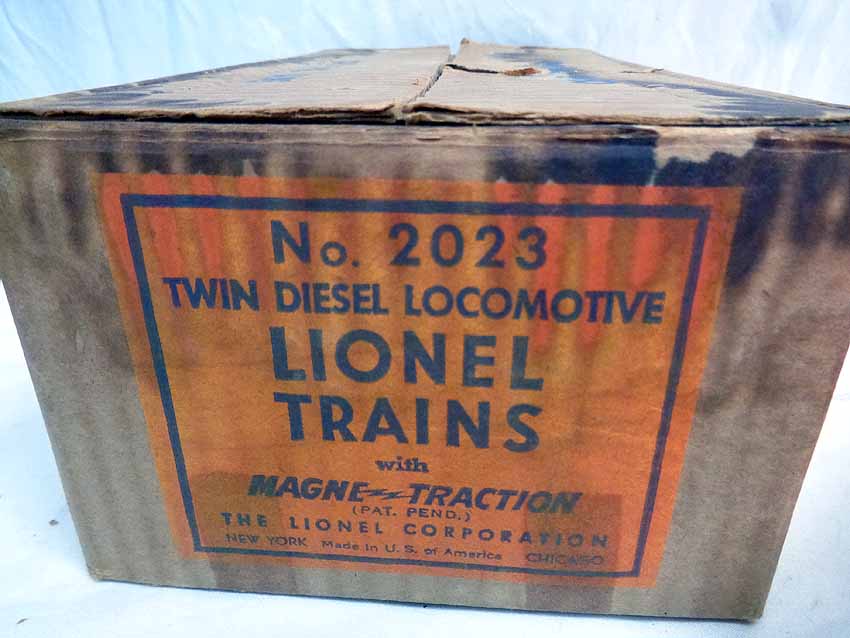 No. 2023
TWIN DIESEL LOCOMOTIVE
LIONEL
TRAINS
with
MAGNE-TRACTION
(PAT. PEND.)
THE LIONEL CORPORATION
NEW YORK Made in U. S. of America CHICAGO